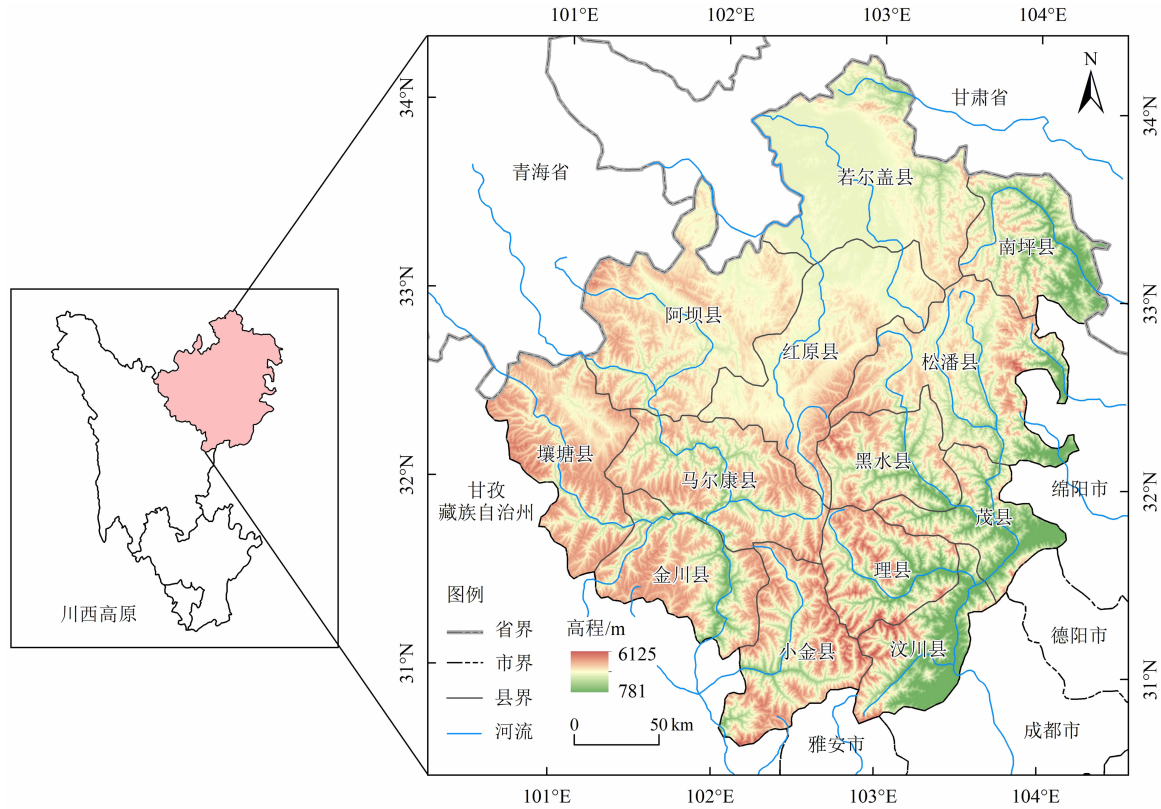 101°E
102°E
103°E
104°E
N
34°N
34°N
甘肃省
青海省
若尔盖县
南坪县
33°N
33°N
阿坝县
红原县
松潘县
壤塘县
黑水县
马尔康县
32°N
32°N
甘孜
藏族自治州
绵阳市
茂县
金川县
理县
川西高原
图例
省界
市界
县界
河流
高程/m
6125
781
0
50 km
小金县
汶川县
德阳市
31°N
31°N
雅安市
成都市
101°E
102°E
103°E
104°E